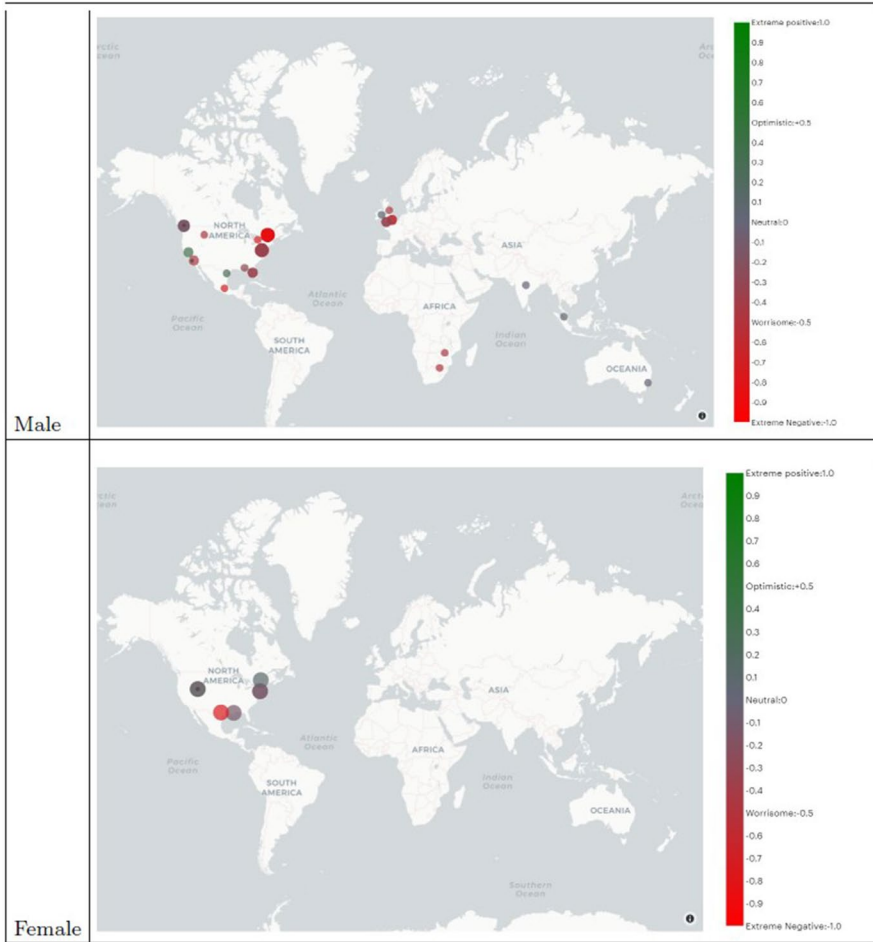 Male
Arctic
Ocean
NORTH
AMERICA
ASIA
Atlantic
Ocean
AFRICA
Pacific
Ocean
SOUTH
AMERICA
Indian
Ocean
OCEANIA
Extreme positive:1.0
0.9
0.8
0.7
0.6
Optimistic:+0.5
0.4
0.3
0.2
0.1
Neutral:0
-0.1
-0.2
-0.3
-0.4
Worrisome:-0.5
-0.6
-0.7
-0.8
-0.9
Extreme Negative:-1.0
Female
NORTH
AMERICA
ASIA
Atlantic
Ocean
AFRICA
Pacific
Ocean
SOUTH
AMERICA
Indian
Ocean
OCEANIA
Southern
Ocean
Extreme positive:1.0
0.9
0.8
0.7
0.6
Optimistic:+0.5
0.4
0.3
0.2
0.1
Neutral:0
-0.1
-0.2
-0.3
-0.4
Worrisome:-0.5
-0.6
-0.7
-0.8
-0.9
Extreme Negative:-1.0